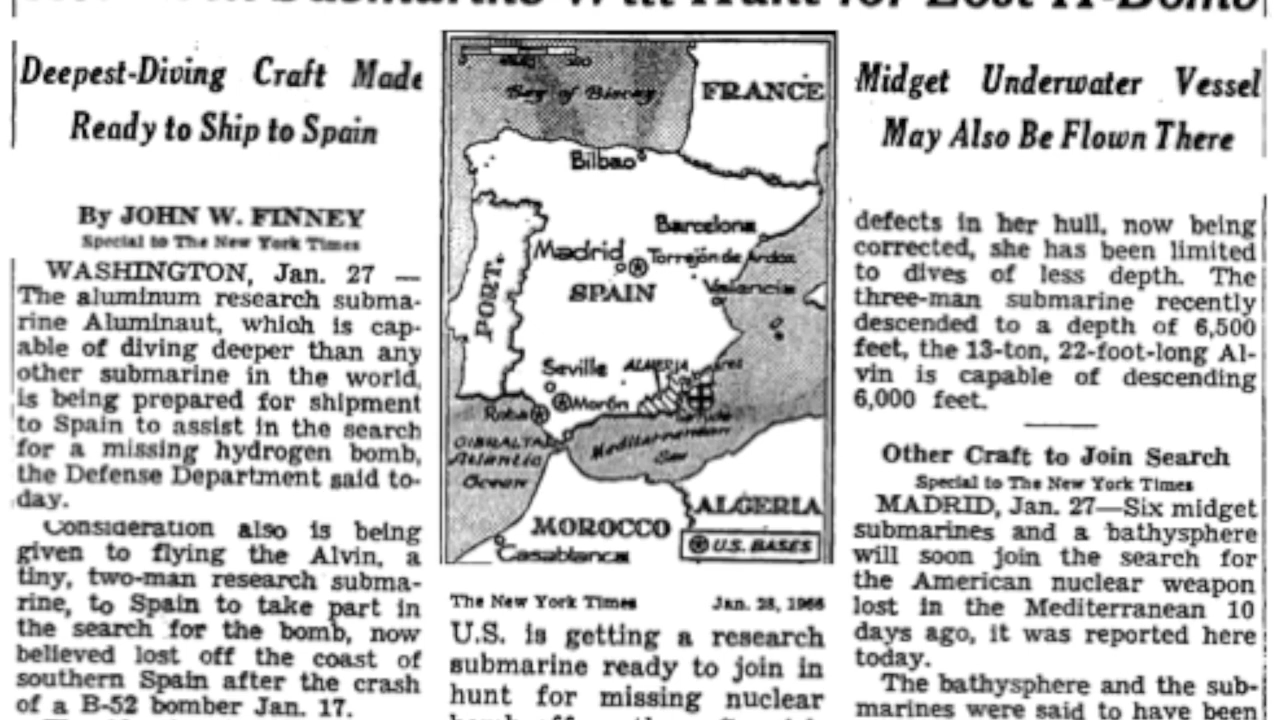 Submarine Will Hunt for Lost H-Bomb
Deepest-Diving Craft Made
Ready to Ship to Spain
By JOHN W. FINNEY
Special to The New York Times
WASHINGTON, Jan. 27 —
The aluminum research subma-
rine Aluminaut, which is cap-
able of diving deeper than any
other submarine in the world,
is being prepared for shipment
to Spain to assist in the search
for a missing hydrogen bomb,
the Defense Department said to-
day.
Consideration also is being
given to flying the Alvin, a
tiny, two-man research subma-
rine, to Spain to take part in
the search for the bomb, now
believed lost off the coast of
southern Spain after the crash
of a B-52 bomber Jan. 17.
Bay of Biscay
FRANCE
Bilbao
Barcelona
Madrid
Torrejón de Ardoz
PORT.
SPAIN
Valencia
Seville
ALMERIA
Morón
Rota
GIBRALTAR
Mediterranean
Sea
Atlantic
Ocean
ALGERIA
MOROCCO
U.S. BASES
Casablanca
The New York Times Jan. 28, 1966
U.S. is getting a research
submarine ready to join in
hunt for missing nuclear
Midget Underwater Vessel
May Also Be Flown There
defects in her hull, now being
corrected, she has been limited
to dives of less depth. The
three-man submarine recently
descended to a depth of 6,500
feet, the 13-ton, 22-foot-long Al-
vin is capable of descending
6,000 feet.
Other Craft to Join Search
Special to The New York Times
MADRID, Jan. 27—Six midget
submarines and a bathysphere
will soon join the search for
the American nuclear weapon
lost in the Mediterranean 10
days ago, it was reported here
today.
The bathysphere and the sub-
marines were said to have been